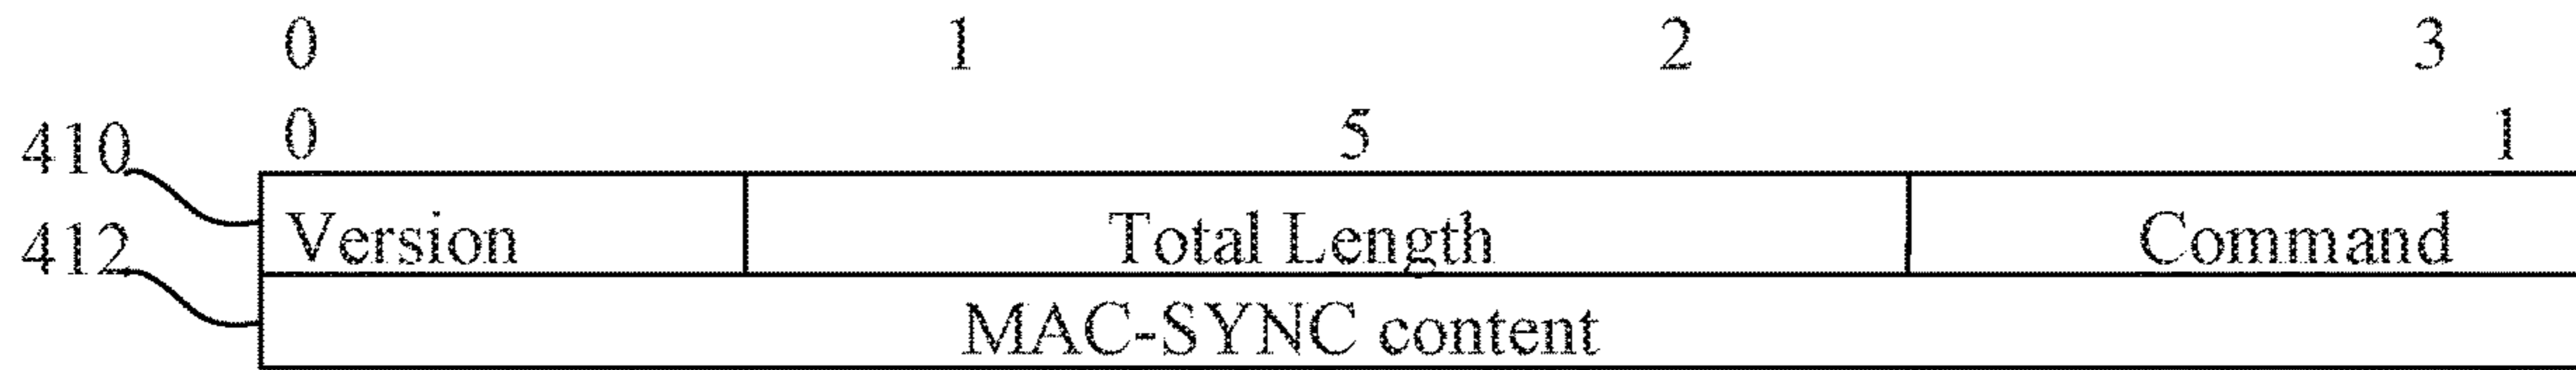 0 1 2 3
0 5 1
410 Version Total Length Command
412 MAC-SYNC content